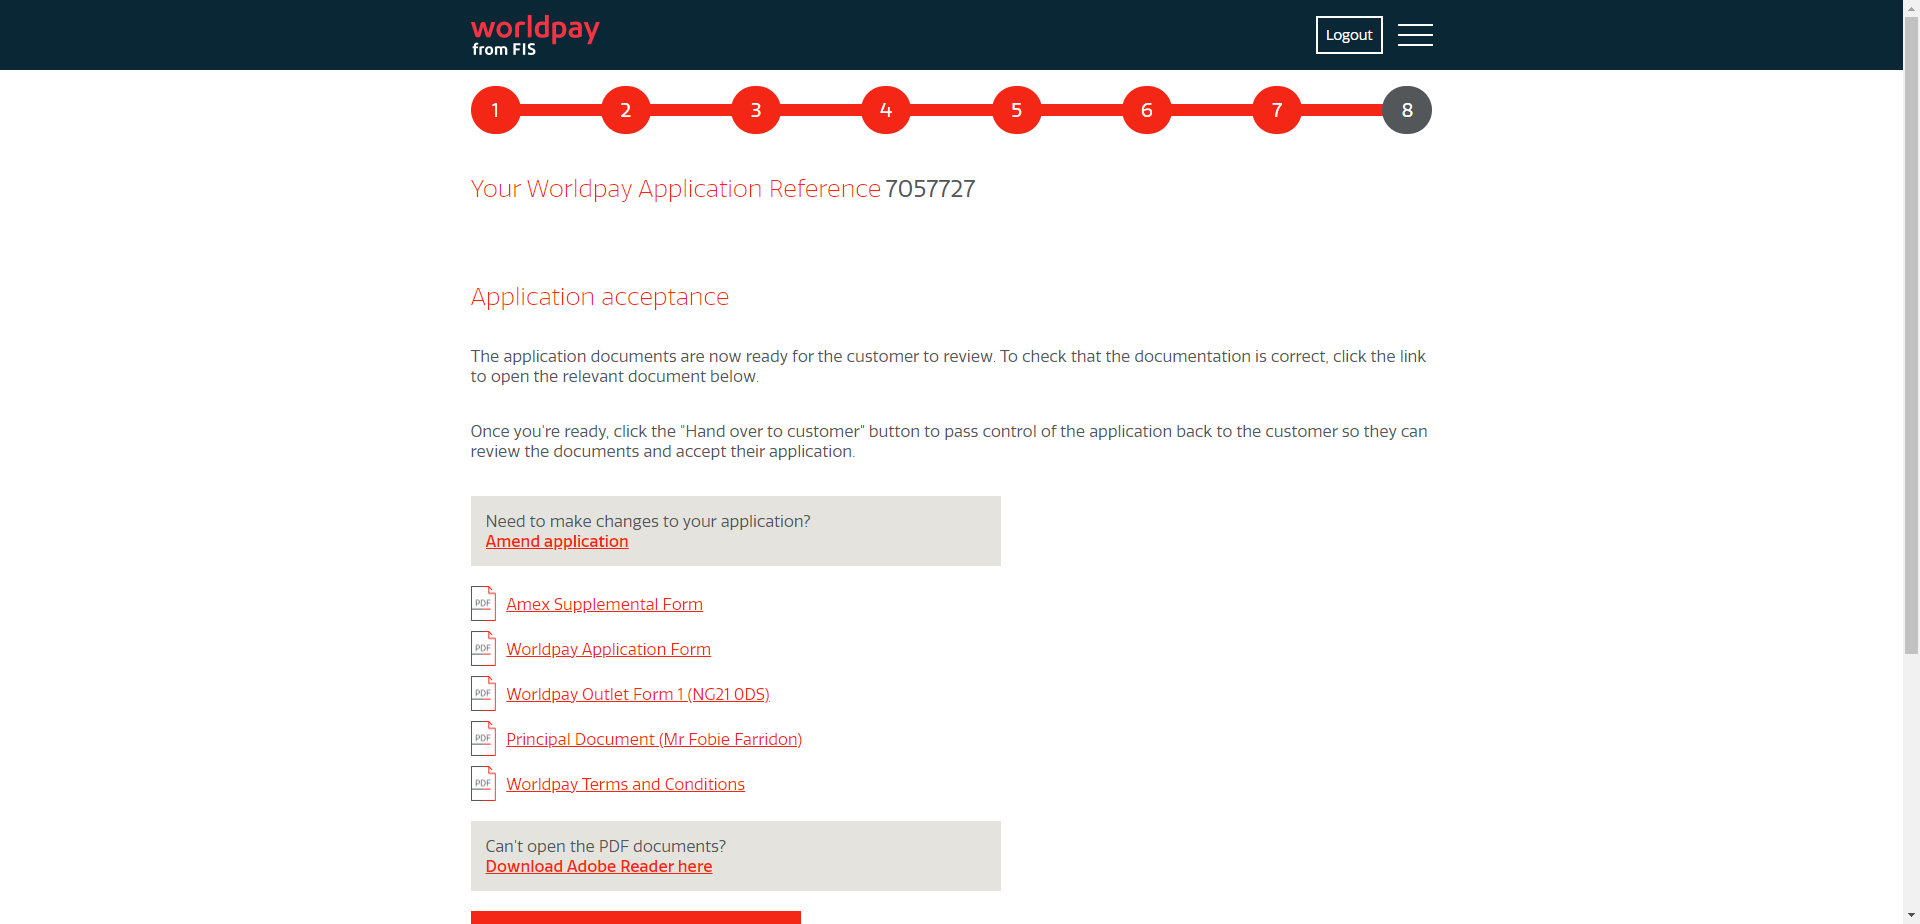 worldpay
from FIS
Logout
1 2 3 4 5 6 7 8
Your Worldpay Application Reference 7057727
Application acceptance
The application documents are now ready for the customer to review. To check that the documentation is correct, click the link
to open the relevant document below.
Once you're ready, click the "Hand over to customer" button to pass control of the application back to the customer so they can
review the documents and accept their application.
Need to make changes to your application?
Amend application
PDF Amex Supplemental Form
PDF Worldpay Application Form
PDF Worldpay Outlet Form 1 (NG21 0DS)
PDF Principal Document (Mr Fobie Farridon)
PDF Worldpay Terms and Conditions
Can't open the PDF documents?
Download Adobe Reader here